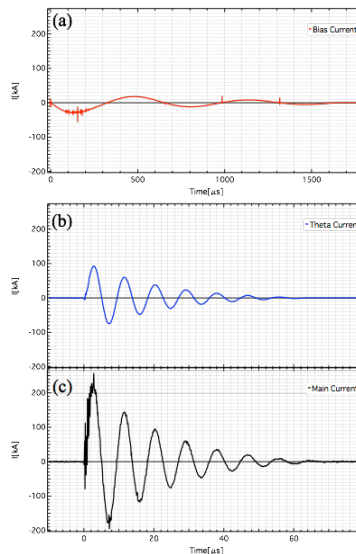 (a)
Bias Current
200
100
0
-100
-200
I[kA]
0
500
1000
1500
Time[μs]
(b)
Theta Current
200
100
0
-100
-200
I[kA]
(c)
Main Current
200
100
0
-100
-200
I[kA]
0
20
40
60
Time[μs]